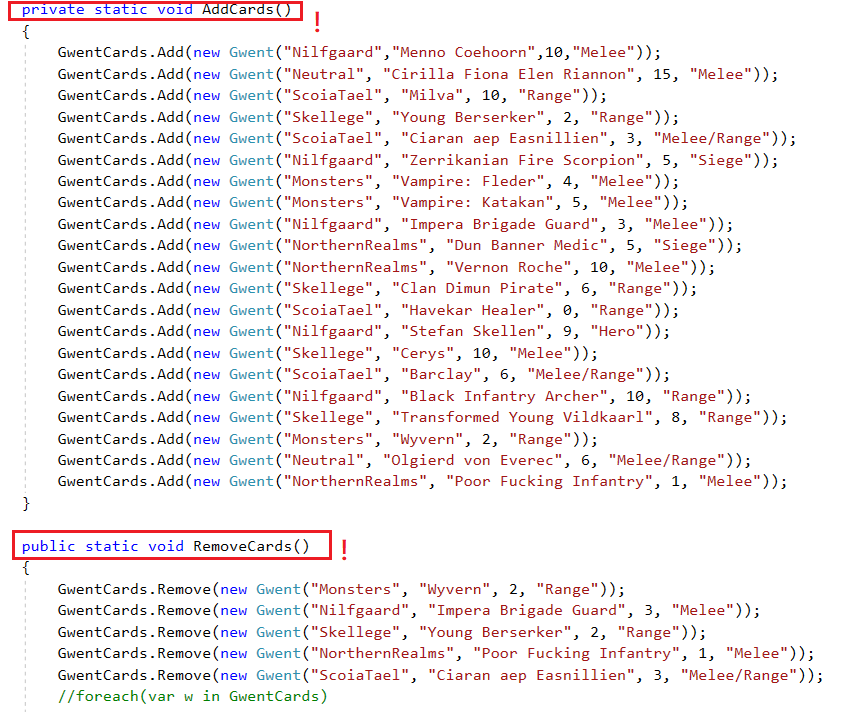 private static void AddCards() !
{
GwentCards.Add(new Gwent("Nilfgaard","Menno Coehoorn",10,"Melee"));
GwentCards.Add(new Gwent("Neutral", "Cirilla Fiona Elen Riannon", 15, "Melee"));
GwentCards.Add(new Gwent("ScoiaTael", "Milva", 10, "Range"));
GwentCards.Add(new Gwent("Skellege", "Young Berserker", 2, "Range"));
GwentCards.Add(new Gwent("ScoiaTael", "Ciaran aep Easnillien", 3, "Melee/Range"));
GwentCards.Add(new Gwent("Nilfgaard", "Zerrikanian Fire Scorpion", 5, "Siege"));
GwentCards.Add(new Gwent("Monsters", "Vampire: Fleder", 4, "Melee"));
GwentCards.Add(new Gwent("Monsters", "Vampire: Katakan", 5, "Melee"));
GwentCards.Add(new Gwent("Nilfgaard", "Impera Brigade Guard", 3, "Melee"));
GwentCards.Add(new Gwent("NorthernRealms", "Dun Banner Medic", 5, "Siege"));
GwentCards.Add(new Gwent("NorthernRealms", "Vernon Roche", 10, "Melee"));
GwentCards.Add(new Gwent("Skellege", "Clan Dimun Pirate", 6, "Range"));
GwentCards.Add(new Gwent("ScoiaTael", "Havekar Healer", 0, "Range"));
GwentCards.Add(new Gwent("Nilfgaard", "Stefan Skellen", 9, "Hero"));
GwentCards.Add(new Gwent("Skellege", "Cerys", 10, "Melee"));
GwentCards.Add(new Gwent("ScoiaTael", "Barclay", 6, "Melee/Range"));
GwentCards.Add(new Gwent("Nilfgaard", "Black Infantry Archer", 10, "Range"));
GwentCards.Add(new Gwent("Skellege", "Transformed Young Vildkaarl", 8, "Range"));
GwentCards.Add(new Gwent("Monsters", "Wyvern", 2, "Range"));
GwentCards.Add(new Gwent("Neutral", "Olgierd von Everec", 6, "Melee/Range"));
GwentCards.Add(new Gwent("NorthernRealms", "Poor Fucking Infantry", 1, "Melee"));
}
public static void RemoveCards() !
{
GwentCards.Remove(new Gwent("Monsters", "Wyvern", 2, "Range"));
GwentCards.Remove(new Gwent("Nilfgaard", "Impera Brigade Guard", 3, "Melee"));
GwentCards.Remove(new Gwent("Skellege", "Young Berserker", 2, "Range"));
GwentCards.Remove(new Gwent("NorthernRealms", "Poor Fucking Infantry", 1, "Melee"));
GwentCards.Remove(new Gwent("ScoiaTael", "Ciaran aep Easnillien", 3, "Melee/Range"));
//foreach(var w in GwentCards)